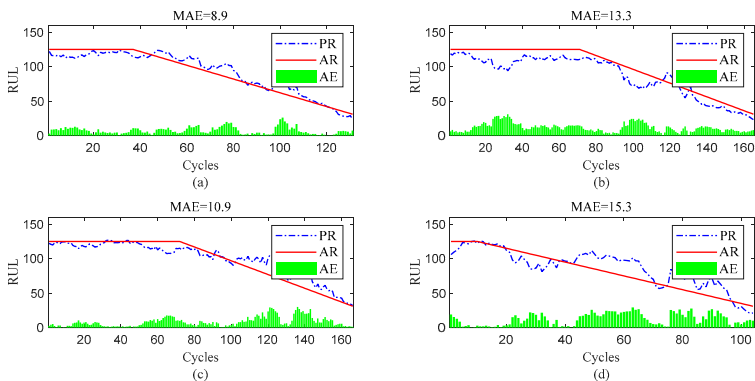 MAE=8.9
150
100
50
0
RUL
PR
AR
AE
20 40 60 80 100 120
Cycles
(a)
MAE=13.3
150
100
50
0
RUL
PR
AR
AE
20 40 60 80 100 120 140 160
Cycles
(b)
MAE=10.9
150
100
50
0
RUL
PR
AR
AE
20 40 60 80 100 120 140 160
Cycles
(c)
MAE=15.3
150
100
50
0
RUL
PR
AR
AE
20 40 60 80 100
Cycles
(d)